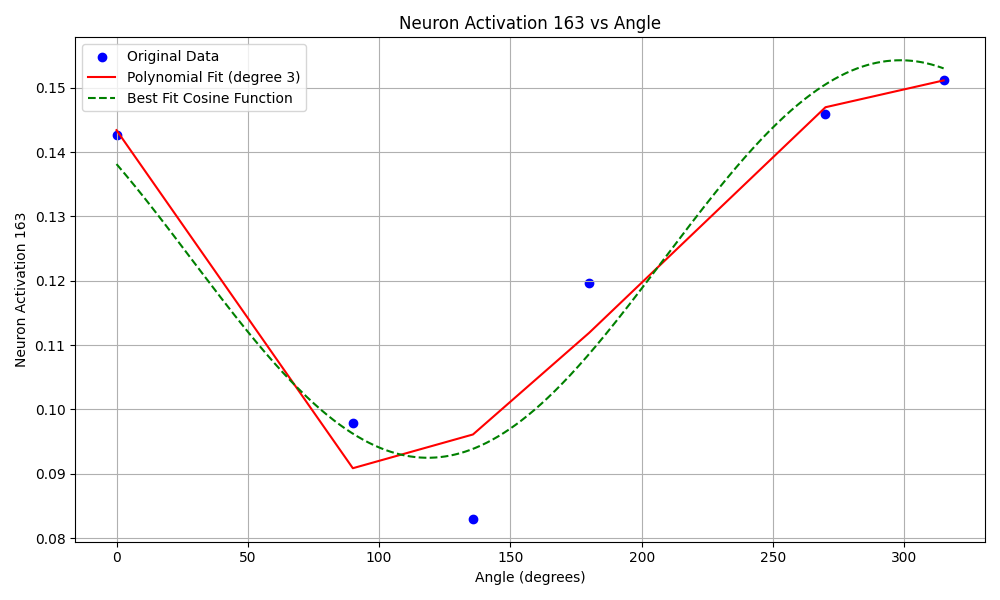 Neuron Activation 163 vs Angle
Original Data
Polynomial Fit (degree 3)
Best Fit Cosine Function
0.15
0.14
0.13
0.12
0.11
0.10
0.09
0.08
Neuron Activation 163
0 50 100 150 200 250 300
Angle (degrees)